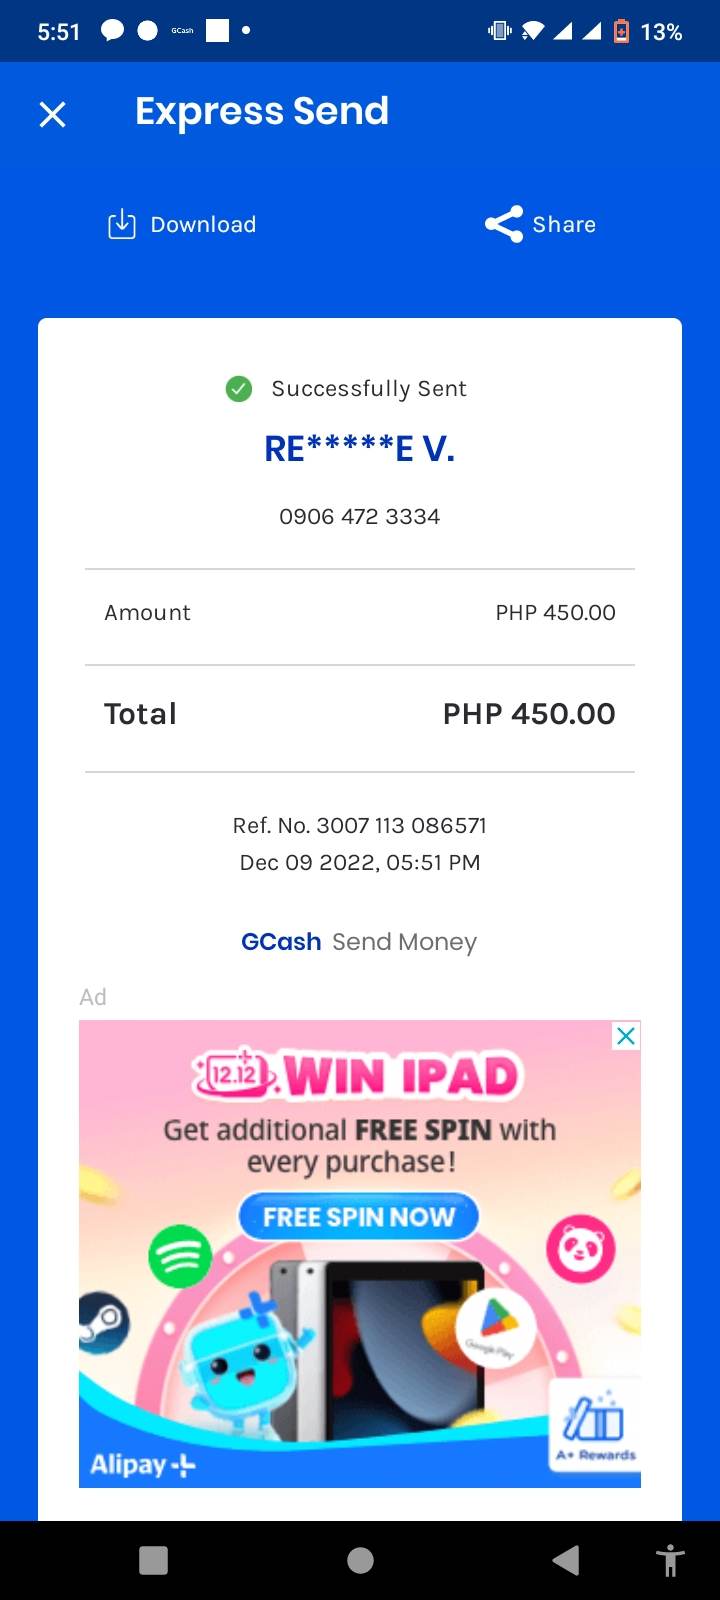 5:51 GCash 13%
Express Send
Download Share
Successfully Sent
RE*****E V.
0906 472 3334
Amount PHP 450.00
Total PHP 450.00
Ref. No. 3007 113 086571
Dec 09 2022, 05:51 PM
GCash Send Money
Ad
12.12 WIN IPAD
Get additional FREE SPIN with
every purchase!
FREE SPIN NOW
Google Play
A+ Rewards
Alipay+